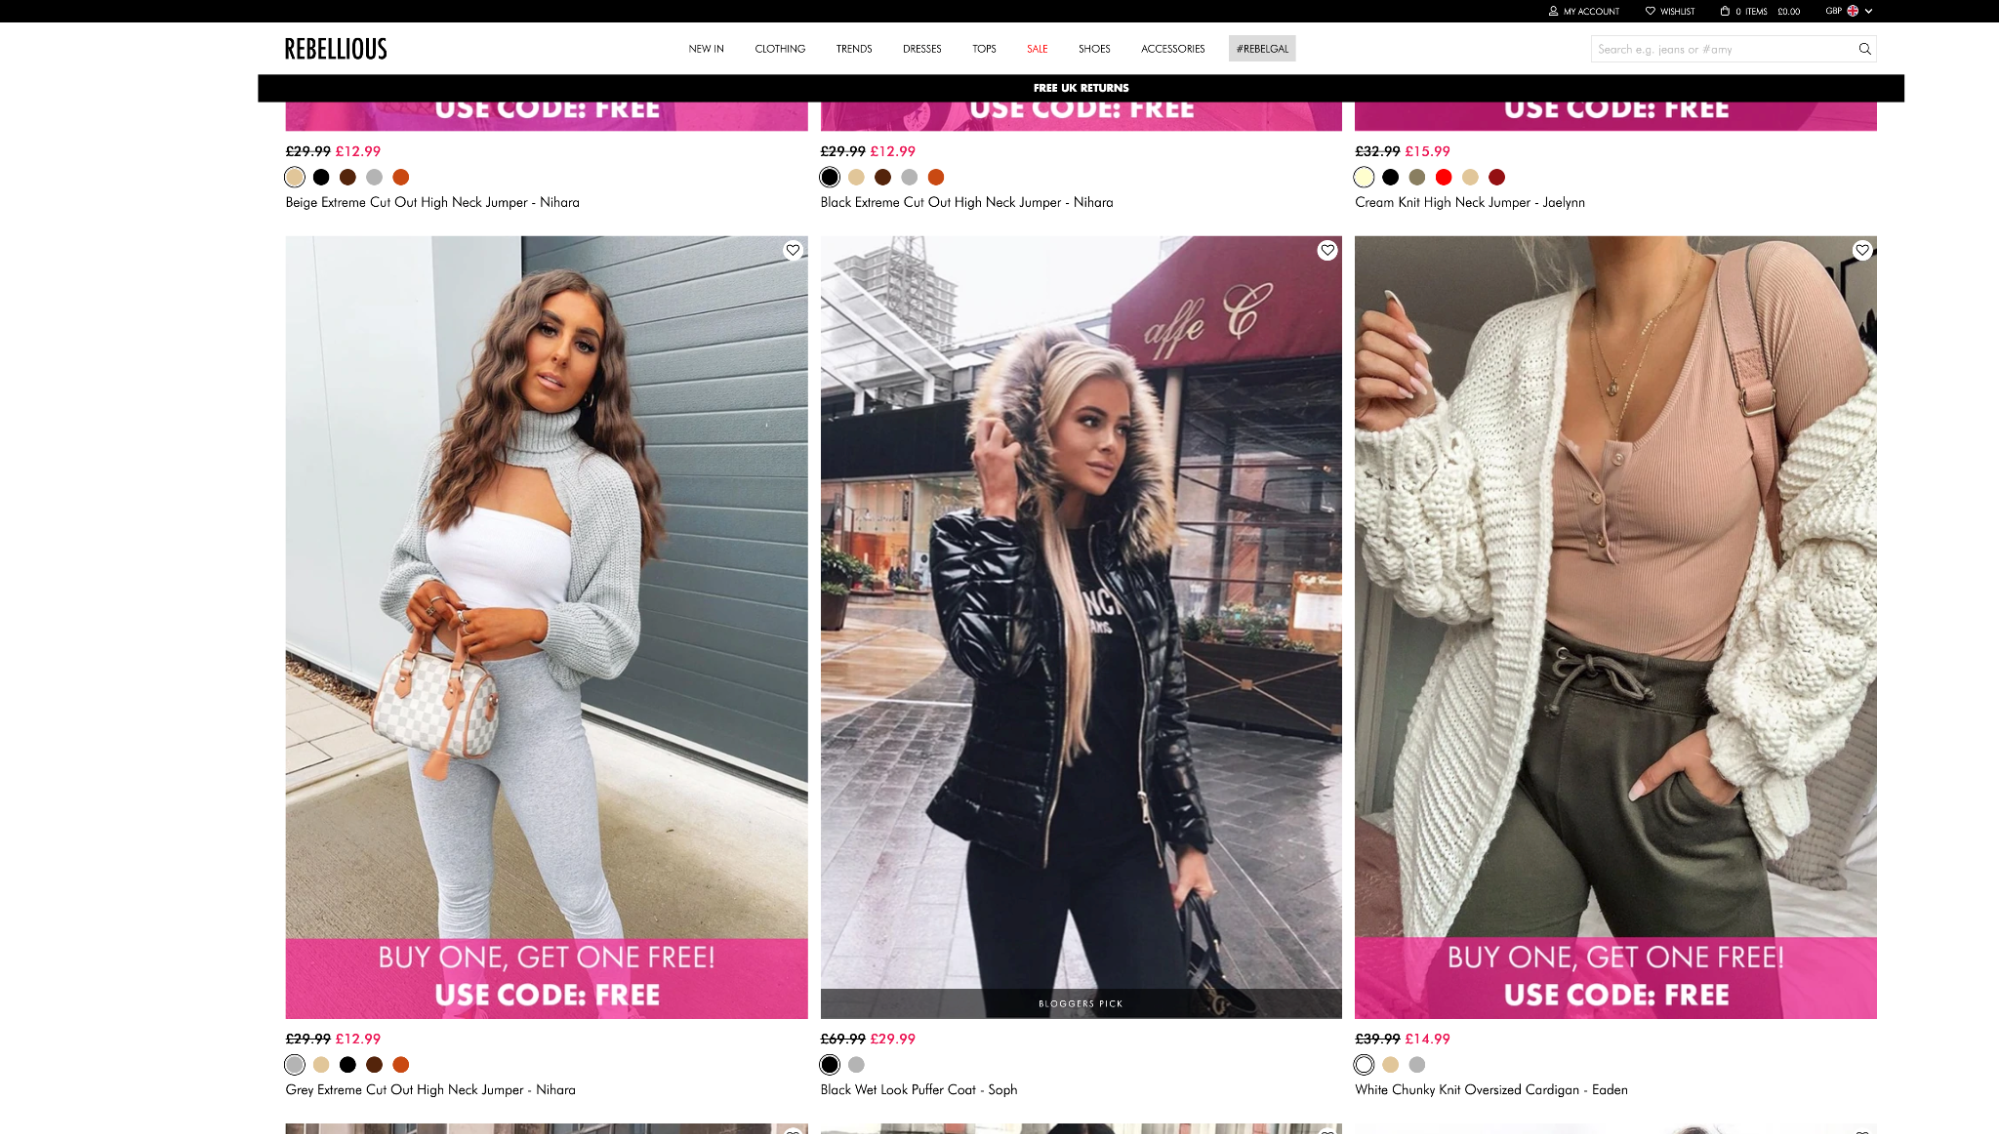 MY ACCOUNT WISHLIST 0 ITEMS £0.00 GBP
REBELLIOUS NEW IN CLOTHING TRENDS DRESSES TOPS SALE SHOES ACCESSORIES #REBELGAL Search e.g. jeans or #amy
FREE UK RETURNS
USE CODE: FREE USE CODE: FREE USE CODE: FREE
£29.99 £12.99 £29.99 £12.99 £32.99 £15.99
Beige Extreme Cut Out High Neck Jumper - Nihara Black Extreme Cut Out High Neck Jumper - Nihara Cream Knit High Neck Jumper - Jaelynn
affe C
BUY ONE, GET ONE FREE! BUY ONE, GET ONE FREE!
USE CODE: FREE BLOGGERS PICK USE CODE: FREE
£29.99 £12.99 £69.99 £29.99 £39.99 £14.99
Grey Extreme Cut Out High Neck Jumper - Nihara Black Wet Look Puffer Coat - Soph White Chunky Knit Oversized Cardigan - Eaden